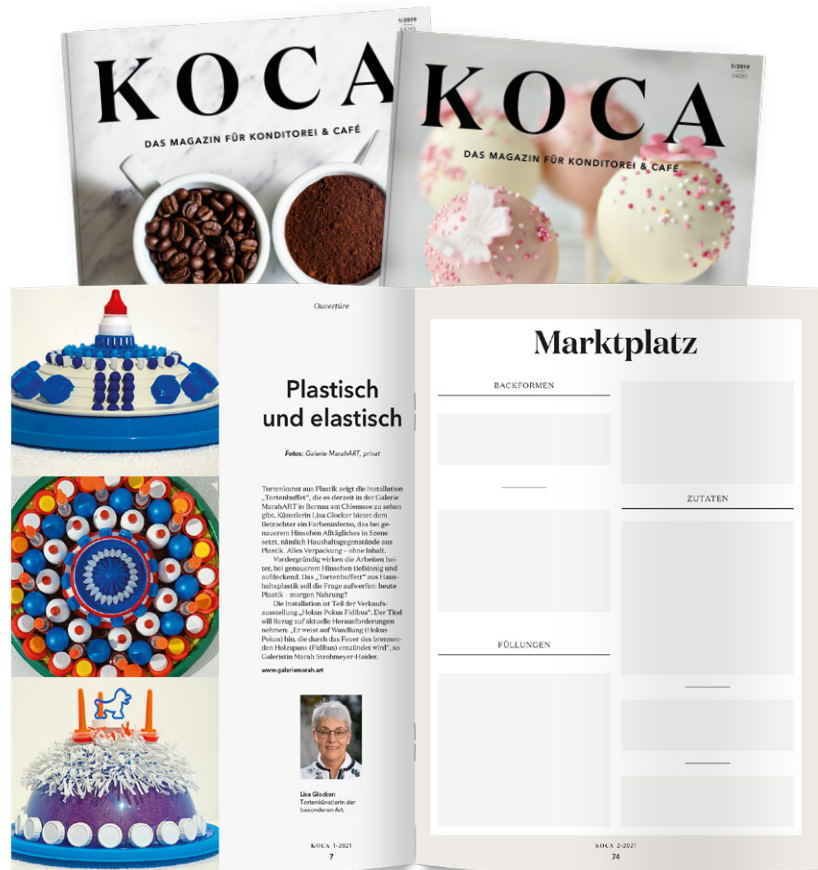 5/2019
04285
KOCA
DAS MAGAZIN FÜR KONDITOREI & CAFÉ
5/2019
04285
KOCA
DAS MAGAZIN FÜR KONDITOREI & CAFÉ
Ouvertüre
Plastisch
und elastisch
Fotos: Galerie MarahART, privat
Tortenkunst aus Plastik zeigt die Installation
„Tortenbuffet“, die es derzeit in der Galerie
MarahART in Bernau am Chiemsee zu sehen
gibt. Künstlerin Lisa Glocker bietet dem
Betrachter ein Farbeninferno, das bei ge-
nauerem Hinsehen Alltägliches in Szene
setzt, nämlich Haushaltsgegenstände aus
Plastik. Alles Verpackung – ohne Inhalt.
Vordergründig wirken die Arbeiten hei-
ter, bei genauerem Hinsehen tiefsinnig und
aufdeckend. Das „Tortenbuffett“ aus Haus-
haltsplastik soll die Frage aufwerfen: heute
Plastik – morgen Nahrung?
Die Installation ist Teil der Verkaufs-
ausstellung „Hokus Pokus Fidibus“. Der Titel
will Bezug auf aktuelle Herausforderungen
nehmen: „Er weist auf Wandlung (Hokus
Pokus) hin, die durch das Feuer des brennen-
den Holzspans (Fidibus) entzündet wird“, so
Galeristin Marah Strohmeyer-Haider.
www.galeriemarah.art
Lisa Glocker:
Tortenkünstlerin der
besonderen Art.
KOCA 1-2021
7
Marktplatz
BACKFORMEN
FÜLLUNGEN
ZUTATEN
KOCA 2-2021
74